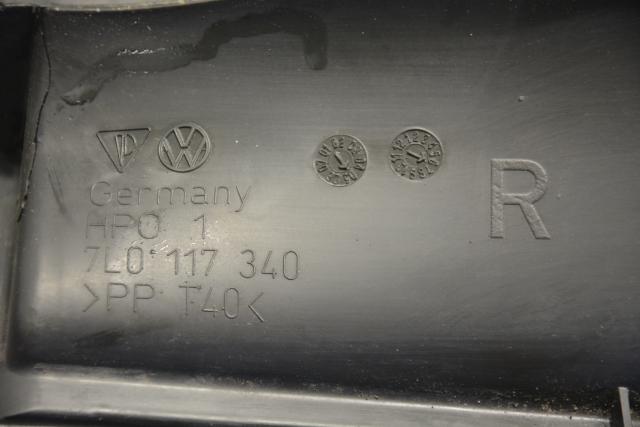 Germany
HPO 1
7L0 117 340
>PP T40<
R